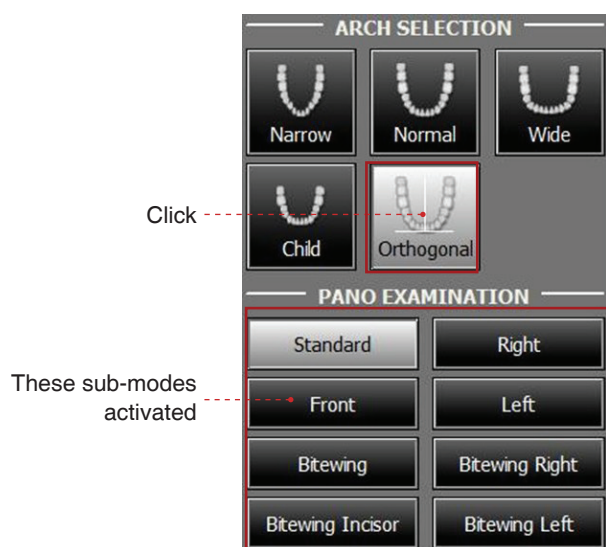 ARCH SELECTION
Narrow Normal Wide
Click
Child Orthogonal
PANO EXAMINATION
Standard Right
These sub-modes
activated
Front Left
Bitewing Bitewing Right
Bitewing Incisor Bitewing Left